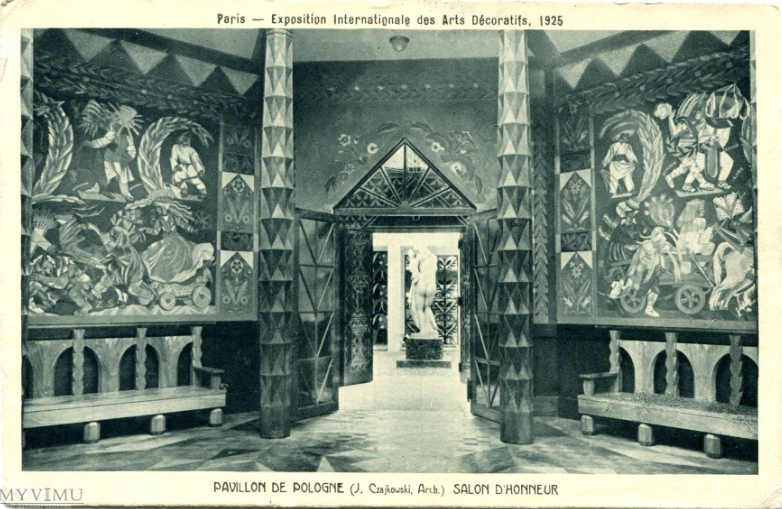 Paris — Exposition Internationale des Arts Décoratifs, 1925
PAVILLON DE POLOGNE (J. Czajkowski, Arch.) SALON D'HONNEUR
MYVIMU